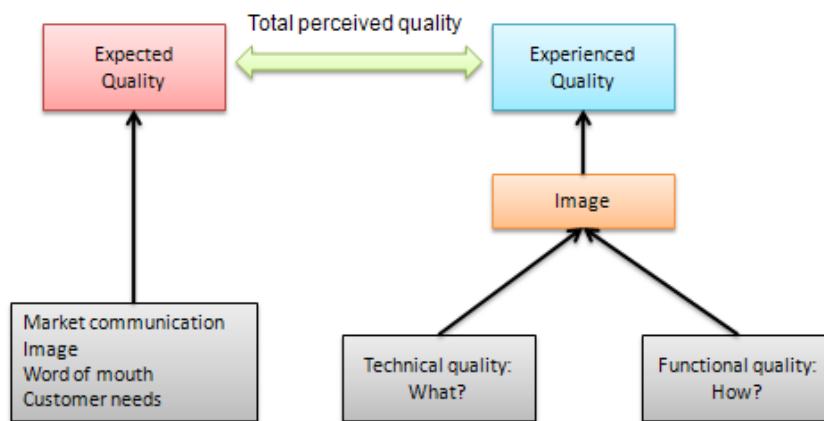 Total perceived quality
Expected
Quality
Experienced
Quality
Image
Market communication
Image
Word of mouth
Customer needs
Technical quality:
What?
Functional quality:
How?